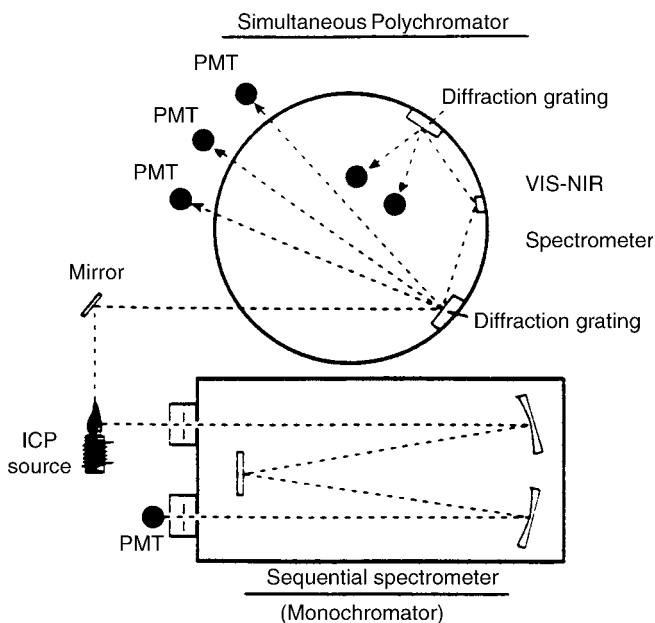 Simultaneous Polychromator
PMT
Diffraction grating
PMT
PMT
VIS-NIR
Spectrometer
Mirror
Diffraction grating
ICP
source
PMT
Sequential spectrometer
(Monochromator)